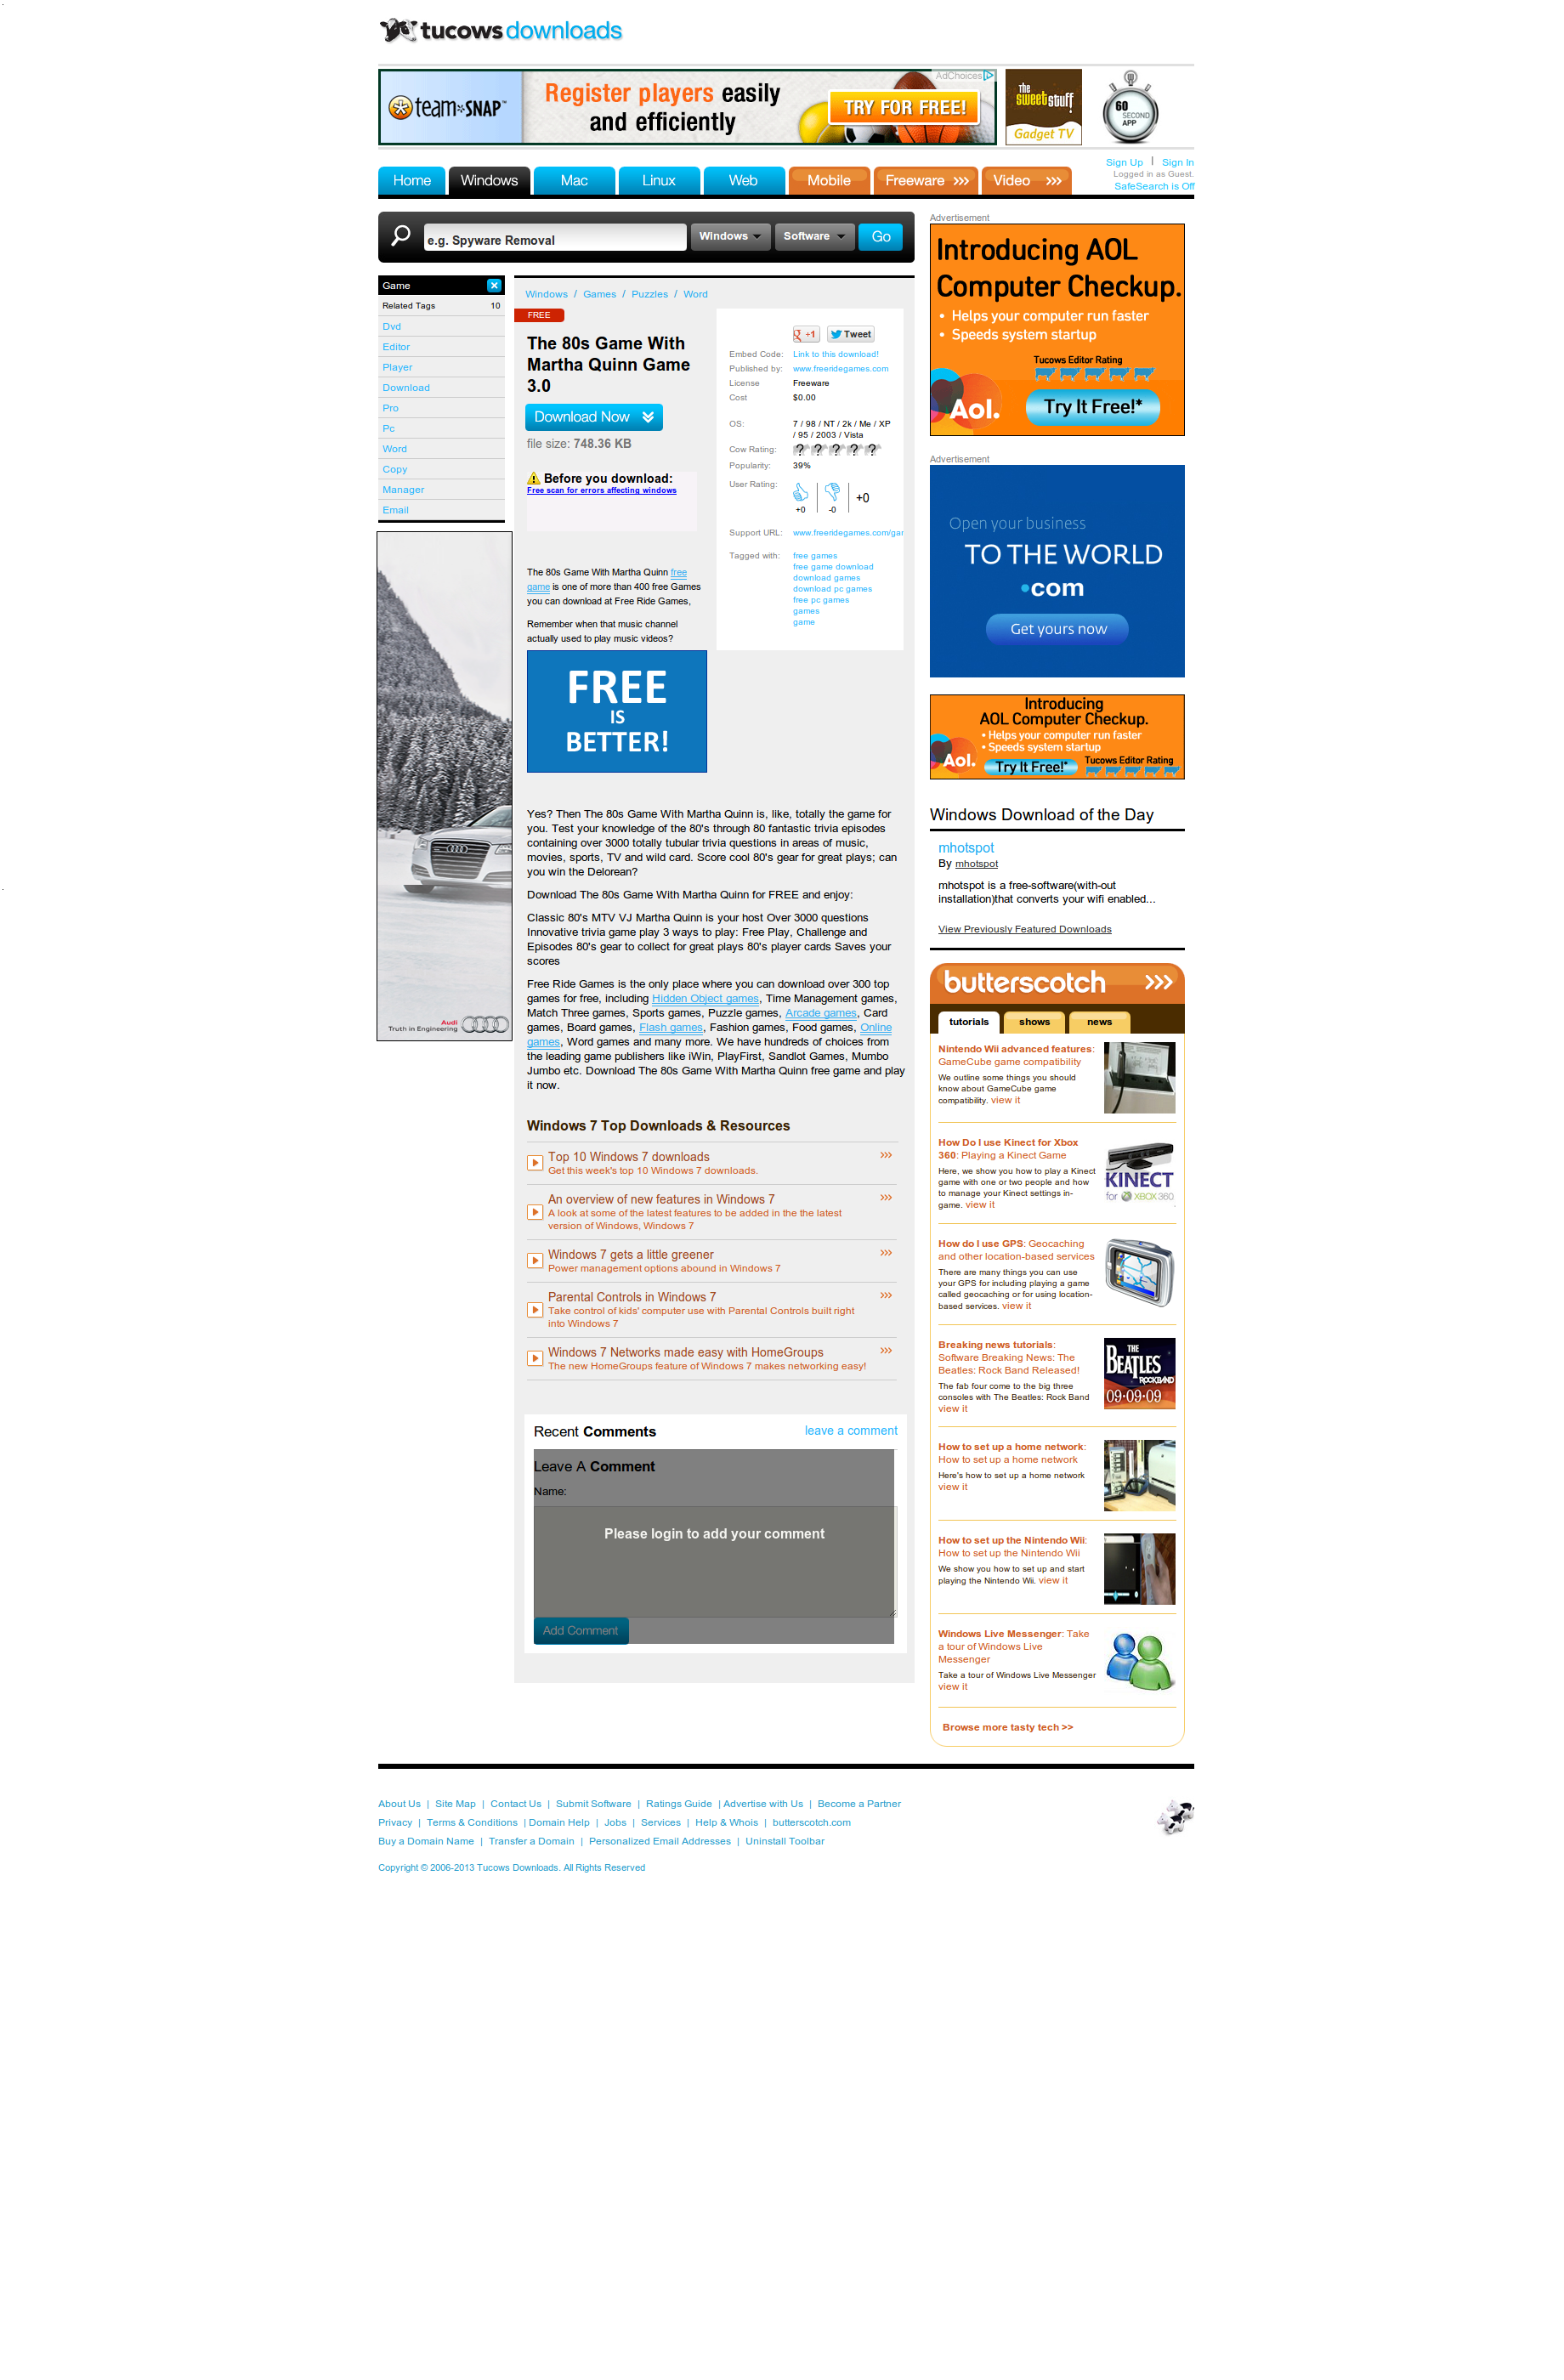 tucows downloads
AdChoices
teamSNAP™
Register players easily
and efficiently
TRY FOR FREE!
the
sweet stuff
Gadget TV
60
SECOND
APP
Sign Up | Sign In
Logged in as Guest.
SafeSearch is Off
Home
Windows
Mac
Linux
Web
Mobile
Freeware
Video
e.g. Spyware Removal
Windows
Software
Go
Game
Related Tags 10
Dvd
Editor
Player
Download
Pro
Pc
Word
Copy
Manager
Email
Audi
Truth in Engineering
Windows / Games / Puzzles / Word
FREE
The 80s Game With
Martha Quinn Game
3.0
Download Now
file size: 748.36 KB
Before you download:
Free scan for errors affecting windows
The 80s Game With Martha Quinn free
game is one of more than 400 free Games
you can download at Free Ride Games,
Remember when that music channel
actually used to play music videos?
FREE
IS
BETTER!
+1
Tweet
Embed Code: Link to this download!
Published by: www.freeridegames.com
License Freeware
Cost $0.00
OS: 7 / 98 / NT / 2k / Me / XP
/ 95 / 2003 / Vista
Cow Rating: ? ? ? ? ?
Popularity: 39%
User Rating:
+0
-0
+0
Support URL: www.freeridegames.com/gar
Tagged with: free games
free game download
download games
download pc games
free pc games
games
game
Yes? Then The 80s Game With Martha Quinn is, like, totally the game for
you. Test your knowledge of the 80's through 80 fantastic trivia episodes
containing over 3000 totally tubular trivia questions in areas of music,
movies, sports, TV and wild card. Score cool 80's gear for great plays; can
you win the Delorean?
Download The 80s Game With Martha Quinn for FREE and enjoy:
Classic 80's MTV VJ Martha Quinn is your host Over 3000 questions
Innovative trivia game play 3 ways to play: Free Play, Challenge and
Episodes 80's gear to collect for great plays 80's player cards Saves your
scores
Free Ride Games is the only place where you can download over 300 top
games for free, including Hidden Object games, Time Management games,
Match Three games, Sports games, Puzzle games, Arcade games, Card
games, Board games, Flash games, Fashion games, Food games, Online
games, Word games and many more. We have hundreds of choices from
the leading game publishers like iWin, PlayFirst, Sandlot Games, Mumbo
Jumbo etc. Download The 80s Game With Martha Quinn free game and play
it now.
Windows 7 Top Downloads & Resources
Top 10 Windows 7 downloads
Get this week's top 10 Windows 7 downloads.
An overview of new features in Windows 7
A look at some of the latest features to be added in the the latest
version of Windows, Windows 7
Windows 7 gets a little greener
Power management options abound in Windows 7
Parental Controls in Windows 7
Take control of kids' computer use with Parental Controls built right
into Windows 7
Windows 7 Networks made easy with HomeGroups
The new HomeGroups feature of Windows 7 makes networking easy!
Recent Comments
leave a comment
Leave A Comment
Name:
Please login to add your comment
Add Comment
Advertisement
Introducing AOL
Computer Checkup.
• Helps your computer run faster
• Speeds system startup
Tucows Editor Rating
Aol.
Try It Free!*
Advertisement
Open your business
TO THE WORLD
•com
Get yours now
Introducing
AOL Computer Checkup.
• Helps your computer run faster
• Speeds system startup
Aol.
Try It Free!*
Tucows Editor Rating
Windows Download of the Day
mhotspot
By mhotspot
mhotspot is a free-software(with-out
installation)that converts your wifi enabled...
View Previously Featured Downloads
butterscotch
tutorials
shows
news
Nintendo Wii advanced features:
GameCube game compatibility
We outline some things you should
know about GameCube game
compatibility. view it
How Do I use Kinect for Xbox
360: Playing a Kinect Game
Here, we show you how to play a Kinect
game with one or two people and how
to manage your Kinect settings in-
game. view it
KINECT
for XBOX 360
How do I use GPS: Geocaching
and other location-based services
There are many things you can use
your GPS for including playing a game
called geocaching or for using location-
based services. view it
Breaking news tutorials:
Software Breaking News: The
Beatles: Rock Band Released!
The fab four come to the big three
consoles with The Beatles: Rock Band
view it
THE
BEATLES
ROCKBAND
09·09·09
How to set up a home network:
How to set up a home network
Here's how to set up a home network
view it
How to set up the Nintendo Wii:
How to set up the Nintendo Wii
We show you how to set up and start
playing the Nintendo Wii. view it
Windows Live Messenger: Take
a tour of Windows Live
Messenger
Take a tour of Windows Live Messenger
view it
Browse more tasty tech >>
About Us | Site Map | Contact Us | Submit Software | Ratings Guide | Advertise with Us | Become a Partner
Privacy | Terms & Conditions | Domain Help | Jobs | Services | Help & Whois | butterscotch.com
Buy a Domain Name | Transfer a Domain | Personalized Email Addresses | Uninstall Toolbar
Copyright © 2006-2013 Tucows Downloads. All Rights Reserved